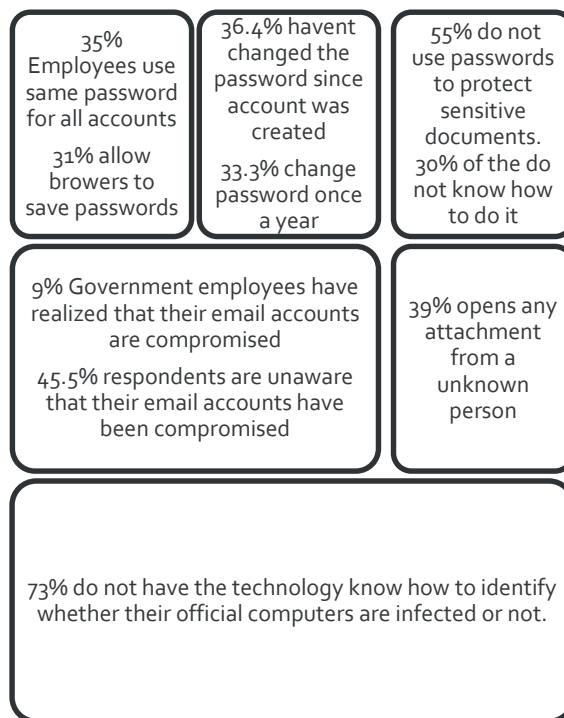 35%
Employees use
same password
for all accounts
31% allow
browers to
save passwords
36.4% havent
changed the
password since
account was
created
33.3% change
password once
a year
55% do not
use passwords
to protect
sensitive
documents.
30% of the do
not know how
to do it
9% Government employees have
realized that their email accounts
are compromised
45.5% respondents are unaware
that their email accounts have
been compromised
39% opens any
attachment
from a
unknown
person
73% do not have the technology know how to identify
whether their official computers are infected or not.